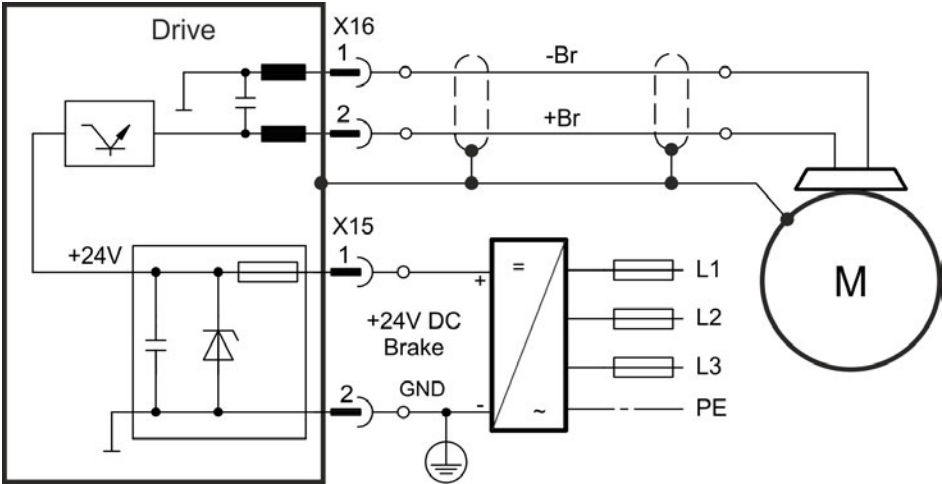 Drive
X16
1
-Br
2
+Br
X15
1
+24V
=
+
L1
+24V DC
Brake
L2
L3
M
2
GND
-
~
PE